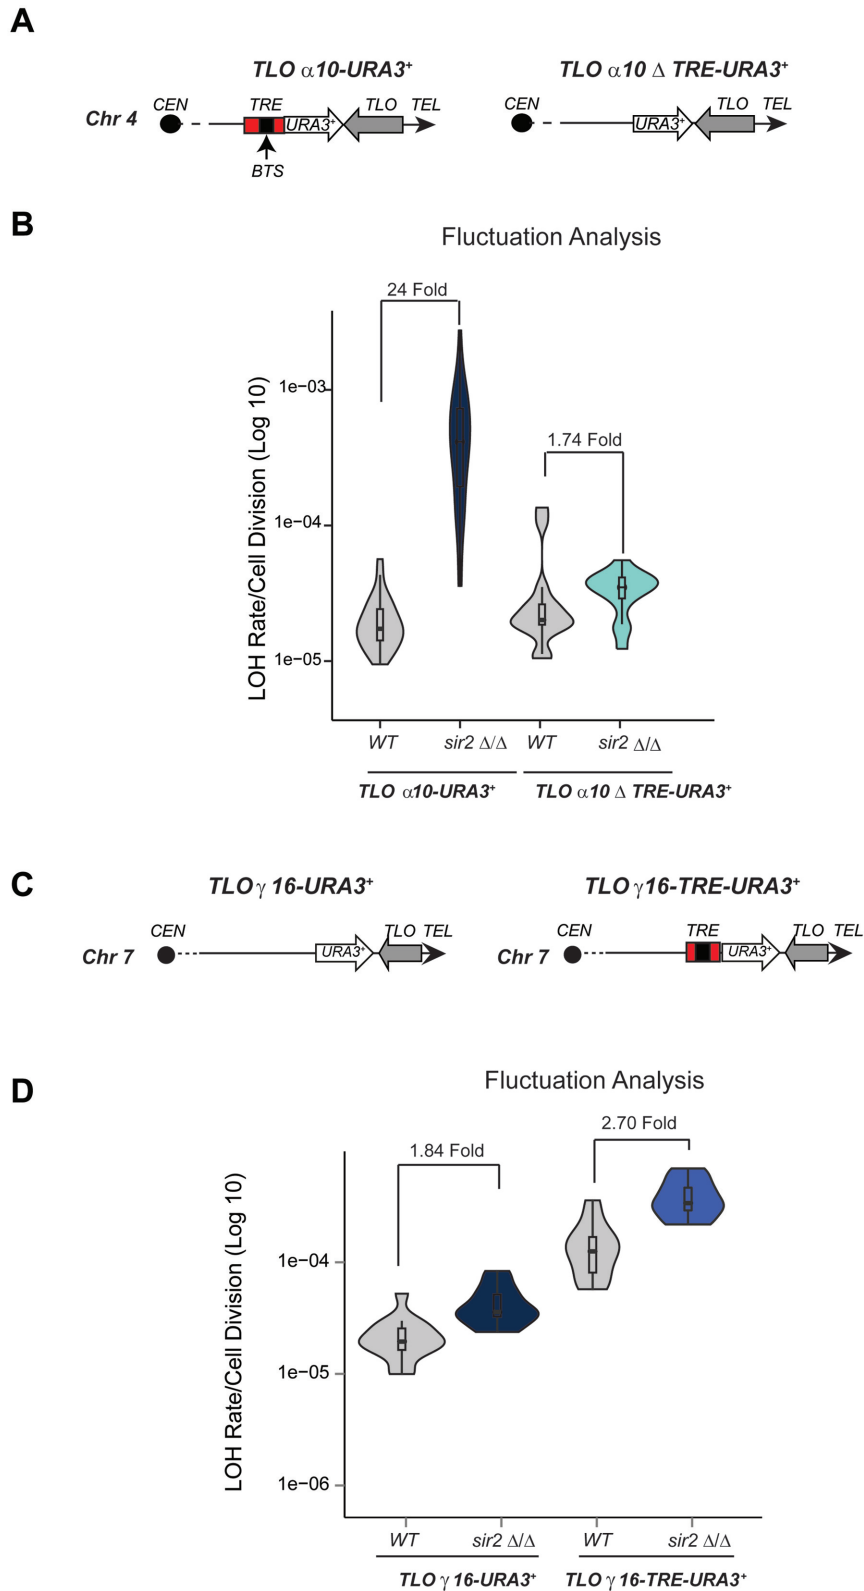 A
TLO α10-URA3+
TLO α10 Δ TRE-URA3+
Chr 4
CEN
TRE
URA3+
TLO
TEL
BTS
CEN
URA3+
TLO
TEL
B
Fluctuation Analysis
24 Fold
1.74 Fold
LOH Rate/Cell Division (Log 10)
1e−03
1e−04
1e−05
WT
sir2 Δ/Δ
WT
sir2 Δ/Δ
TLO α10-URA3+
TLO α10 Δ TRE-URA3+
C
TLO γ 16-URA3+
TLO γ16-TRE-URA3+
Chr 7
CEN
URA3+
TLO
TEL
Chr 7
CEN
TRE
URA3+
TLO
TEL
D
Fluctuation Analysis
1.84 Fold
2.70 Fold
LOH Rate/Cell Division (Log 10)
1e−04
1e−05
1e−06
WT
sir2 Δ/Δ
WT
sir2 Δ/Δ
TLO γ 16-URA3+
TLO γ 16-TRE-URA3+